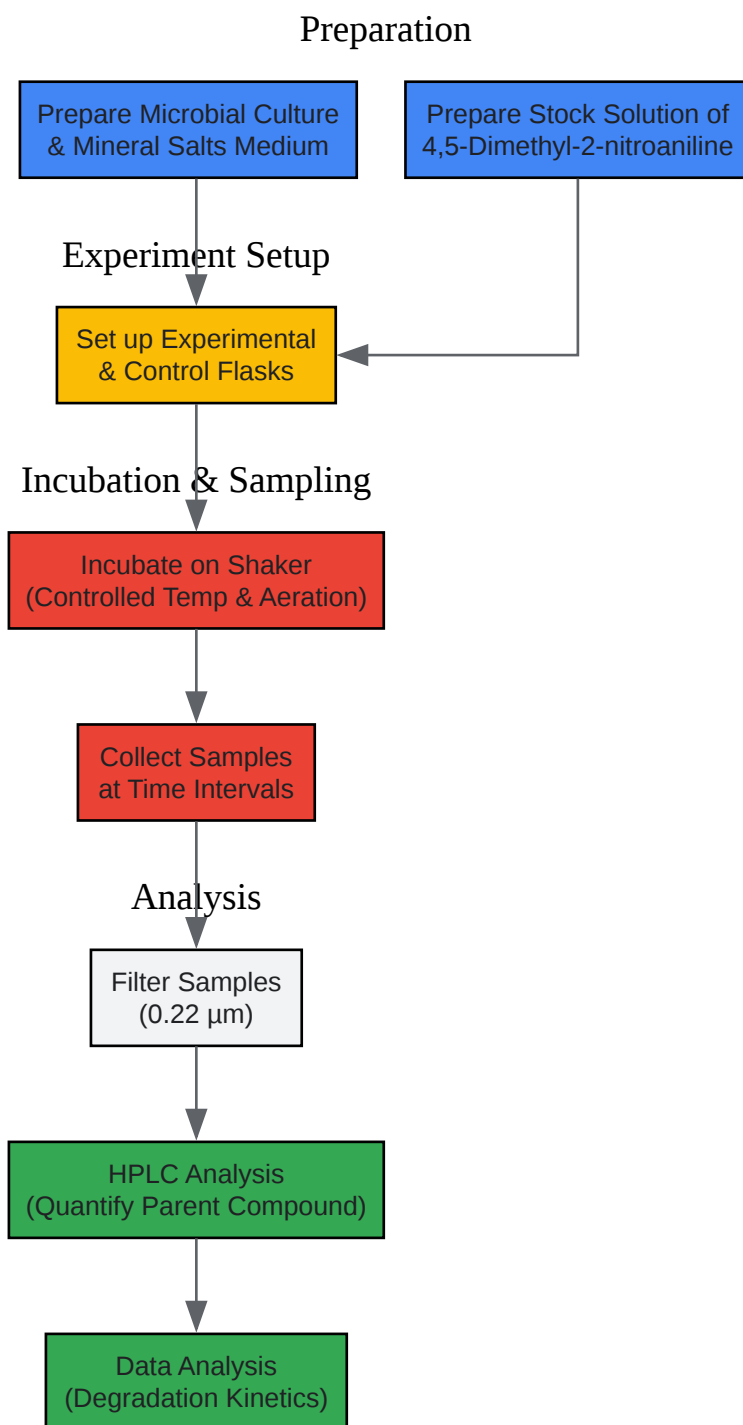 Preparation
Prepare Microbial Culture
& Mineral Salts Medium
Prepare Stock Solution of
4,5-Dimethyl-2-nitroaniline
Experiment Setup
Set up Experimental
& Control Flasks
Incubation & Sampling
Incubate on Shaker
(Controlled Temp & Aeration)
Collect Samples
at Time Intervals
Analysis
Filter Samples
(0.22 µm)
HPLC Analysis
(Quantify Parent Compound)
Data Analysis
(Degradation Kinetics)